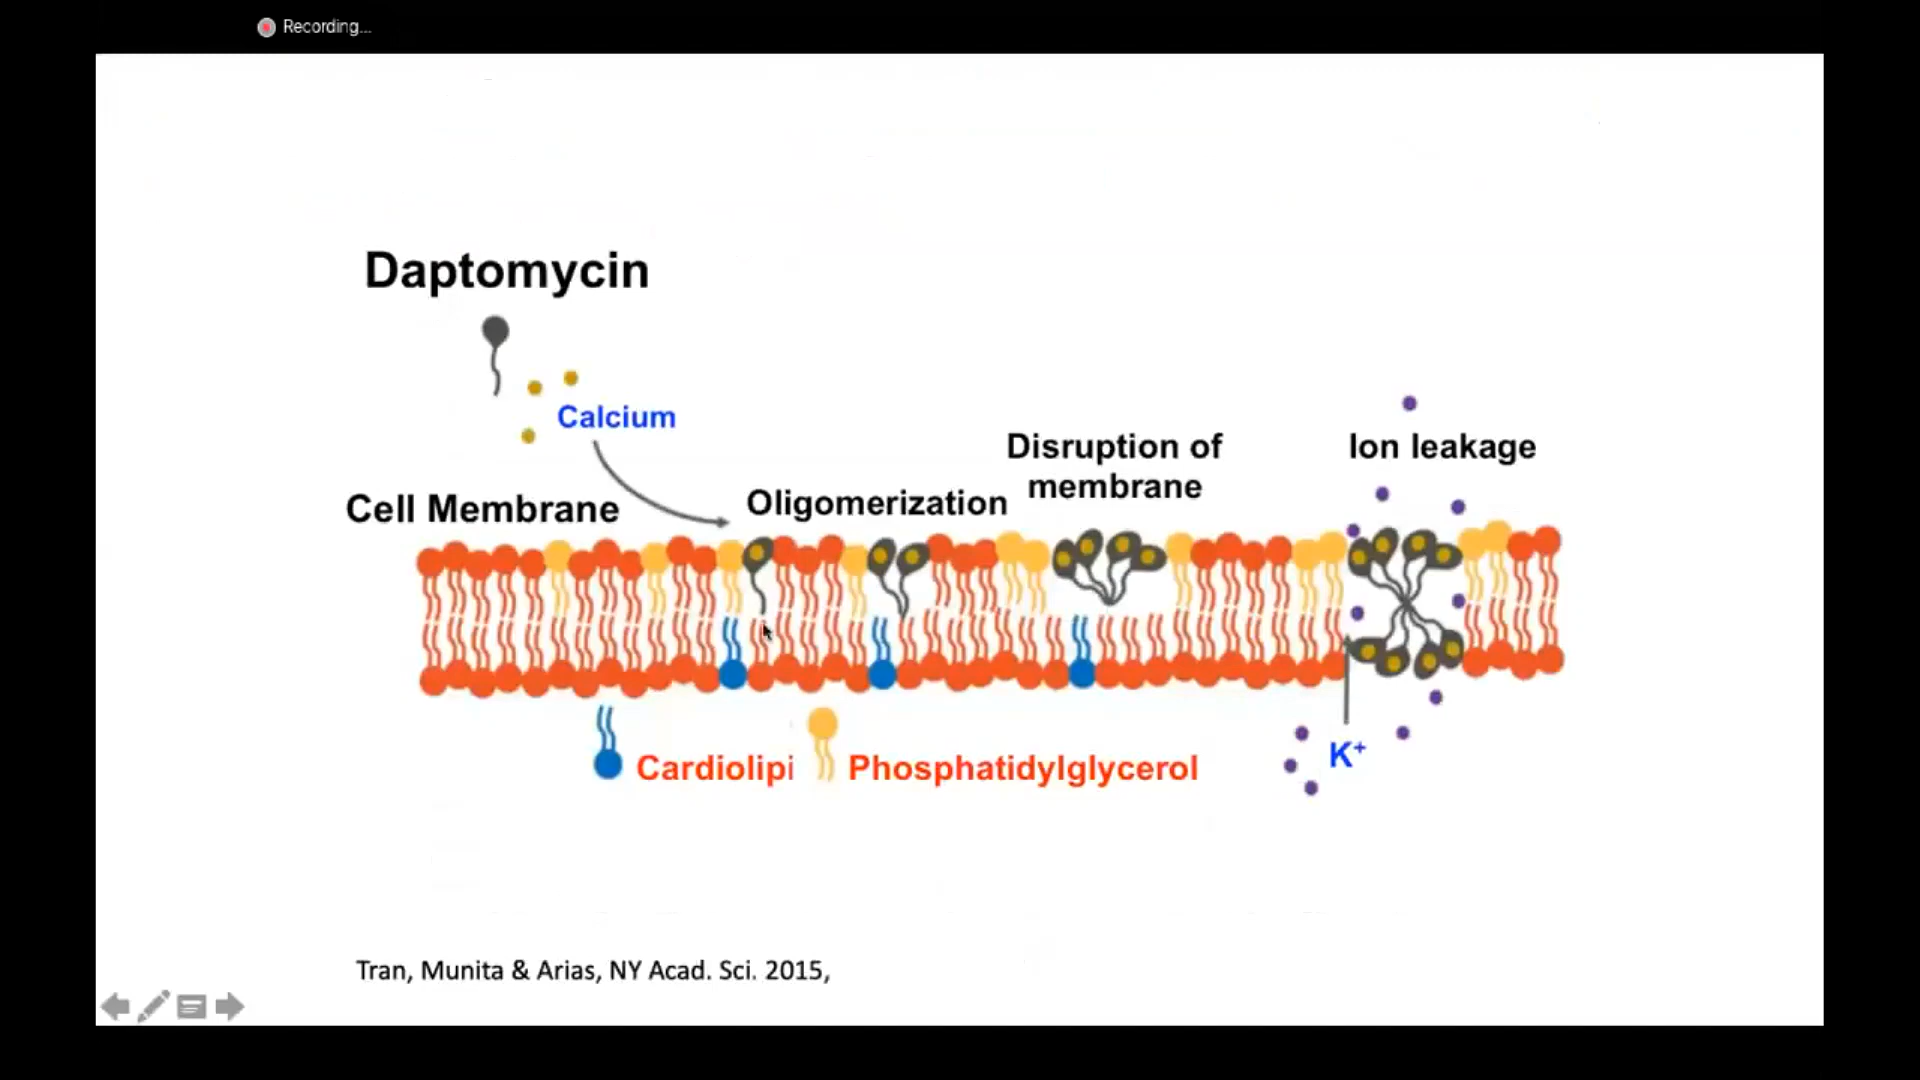 Recording...
Daptomycin
Calcium
Disruption of
membrane
Ion leakage
Cell Membrane
Oligomerization
Cardiolipi
Phosphatidylglycerol
K⁺
Tran, Munita & Arias, NY Acad. Sci. 2015,